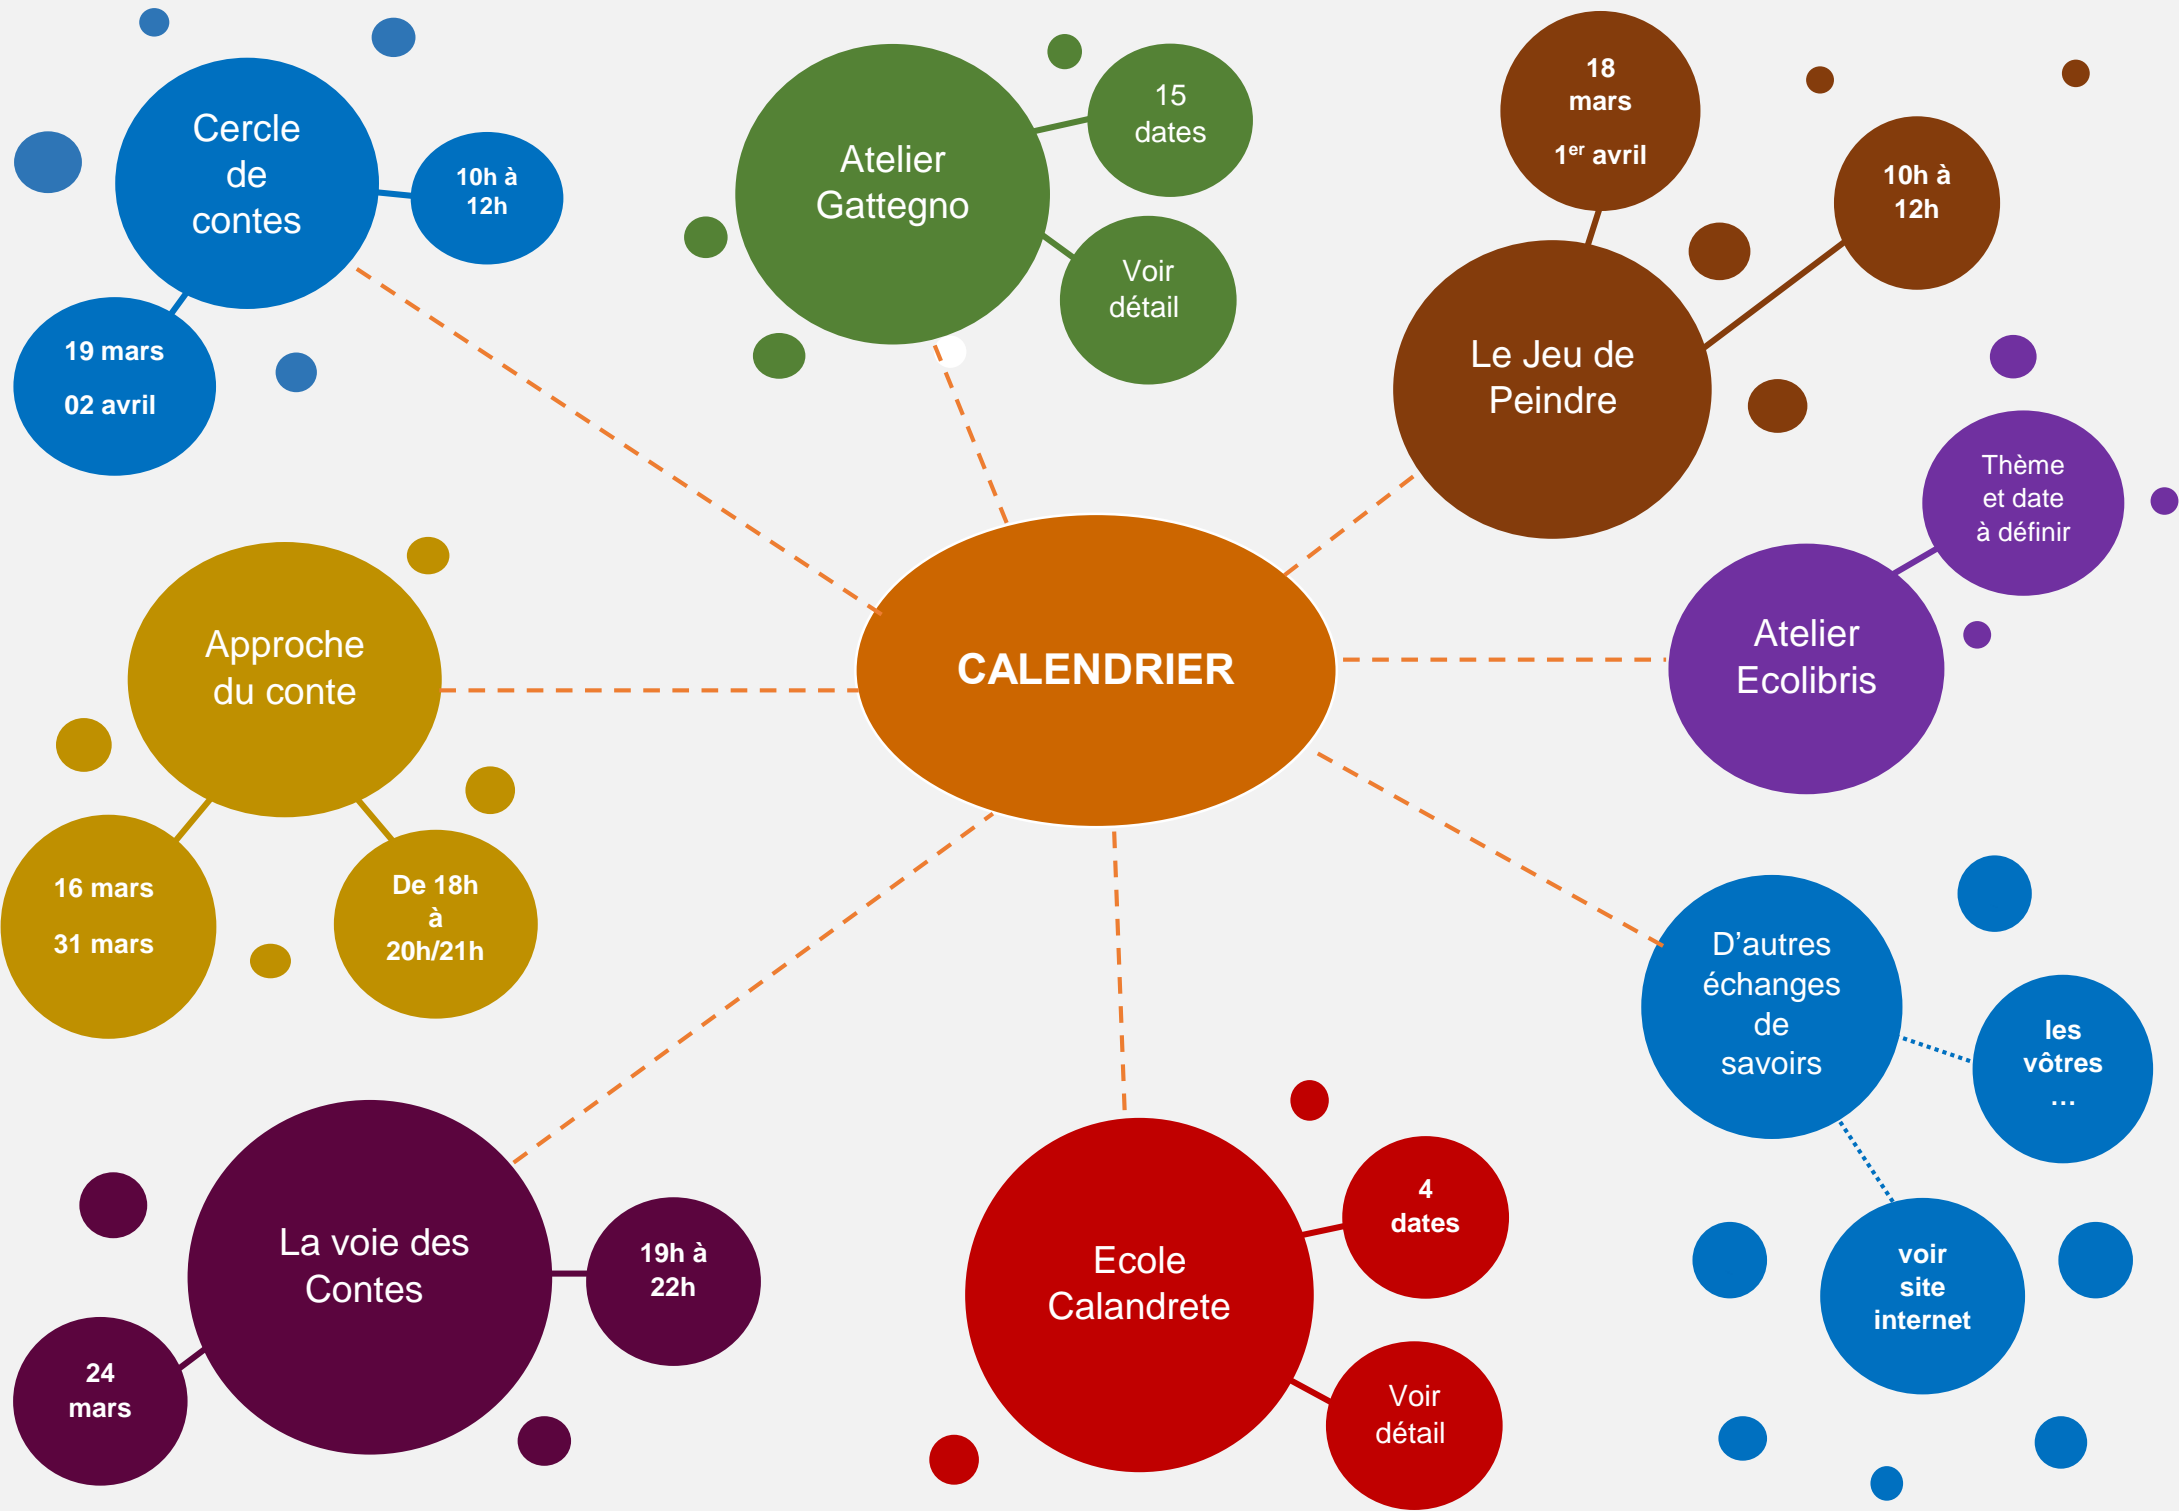 Cercle
de
contes
10h à
12h
19 mars
02 avril
Atelier
Gattegno
15
dates
Voir
détail
18
mars
1er avril
10h à
12h
Le Jeu de
Peindre
Thème
et date
à définir
Atelier
Ecolibris
CALENDRIER
Approche
du conte
16 mars
31 mars
De 18h
à
20h/21h
D’autres
échanges
de
savoirs
les
vôtres
…
voir
site
internet
La voie des
Contes
19h à
22h
24
mars
Ecole
Calandrete
4
dates
Voir
détail